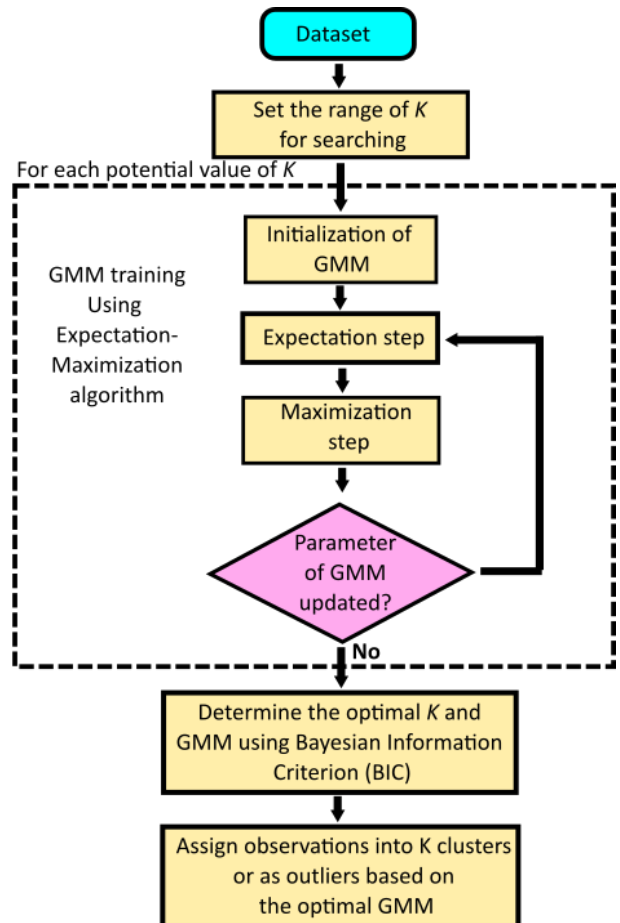 Dataset
Set the range of K
for searching
For each potential value of K
Initialization of
GMM
GMM training
Using
Expectation-
Maximization
algorithm
Expectation step
Maximization
step
Parameter
of GMM
updated?
No
Determine the optimal K and
GMM using Bayesian Information
Criterion (BIC)
Assign observations into K clusters
or as outliers based on
the optimal GMM